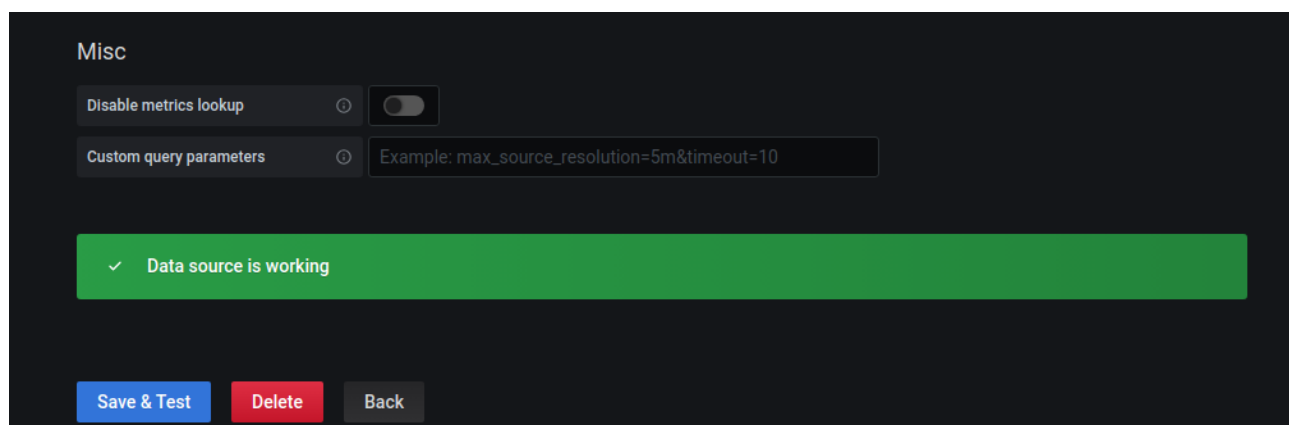 Misc
Disable metrics lookup
Custom query parameters Example: max_source_resolution=5m&timeout=10
Data source is working
Save & Test Delete Back